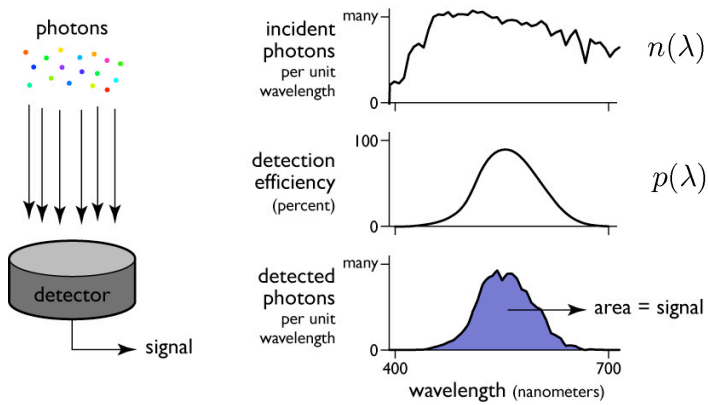 photons
detector
signal
incident
photons
per unit
wavelength
many
0
n(λ)
detection
efficiency
(percent)
100
0
p(λ)
detected
photons
per unit
wavelength
many
0
area = signal
400
700
wavelength (nanometers)